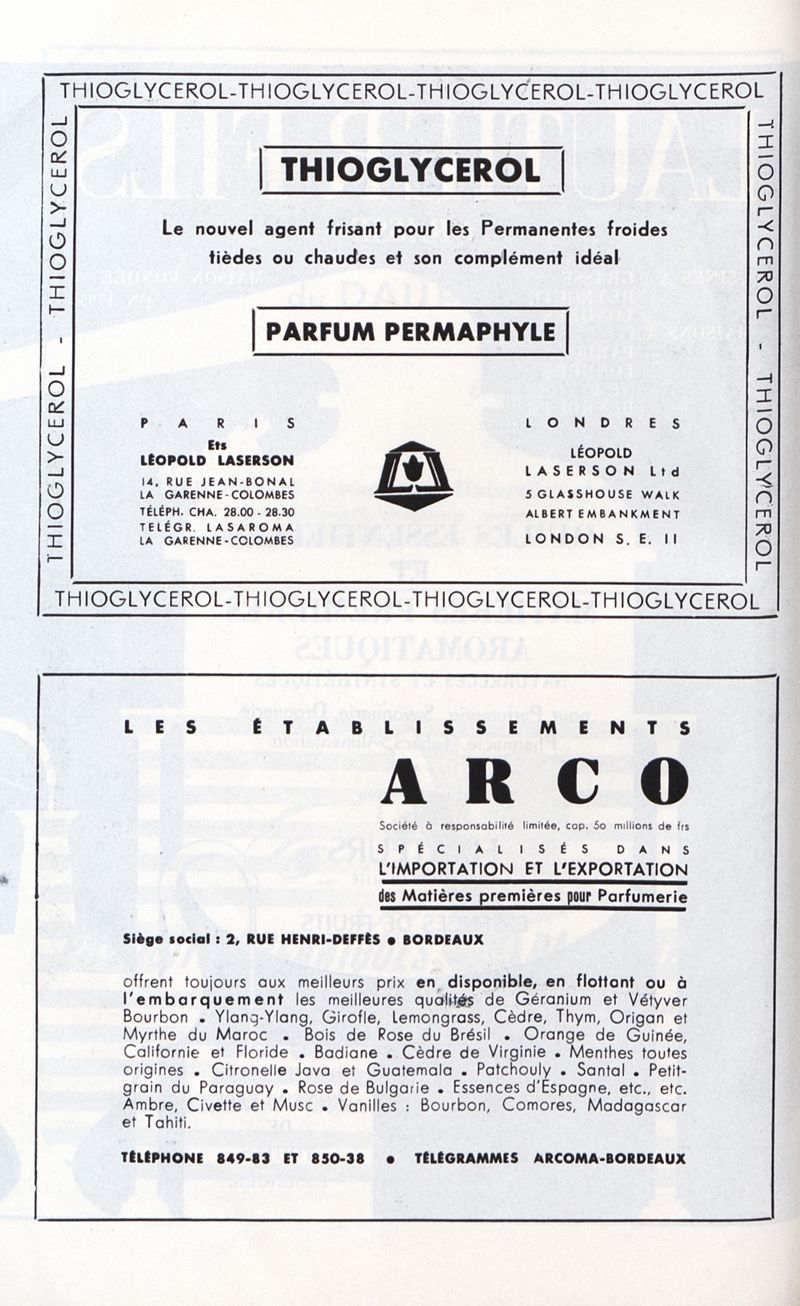 THIOGLYCEROL-THIOGLYCEROL-THIOGLYCEROL-THIOGLYCEROL
THIOGLYCEROL - THIOGLYCEROL
THIOGLYCEROL - THIOGLYCEROL
THIOGLYCEROL
Le nouvel agent frisant pour les Permanentes froides
tièdes ou chaudes et son complément idéal
PARFUM PERMAPHYLE
PARIS
Ets
LÉOPOLD LASERSON
14, RUE JEAN-BONAL
LA GARENNE-COLOMBES
TÉLÉPH. CHA. 28.00 - 28.30
TELÉGR. LASAROMA
LA GARENNE-COLOMBES
LONDRES
LÉOPOLD
LASERSON Ltd
5 GLASSHOUSE WALK
ALBERT EMBANKMENT
LONDON S. E. 11
THIOGLYCEROL-THIOGLYCEROL-THIOGLYCEROL-THIOGLYCEROL
LES ÉTABLISSEMENTS
ARCO
Société à responsabilité limitée, cap. 50 millions de frs
SPÉCIALISÉS DANS
L'IMPORTATION ET L'EXPORTATION
des Matières premières pour Parfumerie
Siège social : 2, RUE HENRI-DEFFÈS • BORDEAUX
offrent toujours aux meilleurs prix en disponible, en flottant ou à
l'embarquement les meilleures qualités de Géranium et Vétyver
Bourbon • Ylang-Ylang, Girofle, Lemongrass, Cèdre, Thym, Origan et
Myrthe du Maroc • Bois de Rose du Brésil • Orange de Guinée,
Californie et Floride • Badiane • Cèdre de Virginie • Menthes toutes
origines • Citronelle Java et Guatemala • Patchouly • Santal • Petit-
grain du Paraguay • Rose de Bulgarie • Essences d'Espagne, etc., etc.
Ambre, Civette et Musc • Vanilles : Bourbon, Comores, Madagascar
et Tahiti.
TÉLÉPHONE 849-83 ET 850-38 • TÉLÉGRAMMES ARCOMA-BORDEAUX